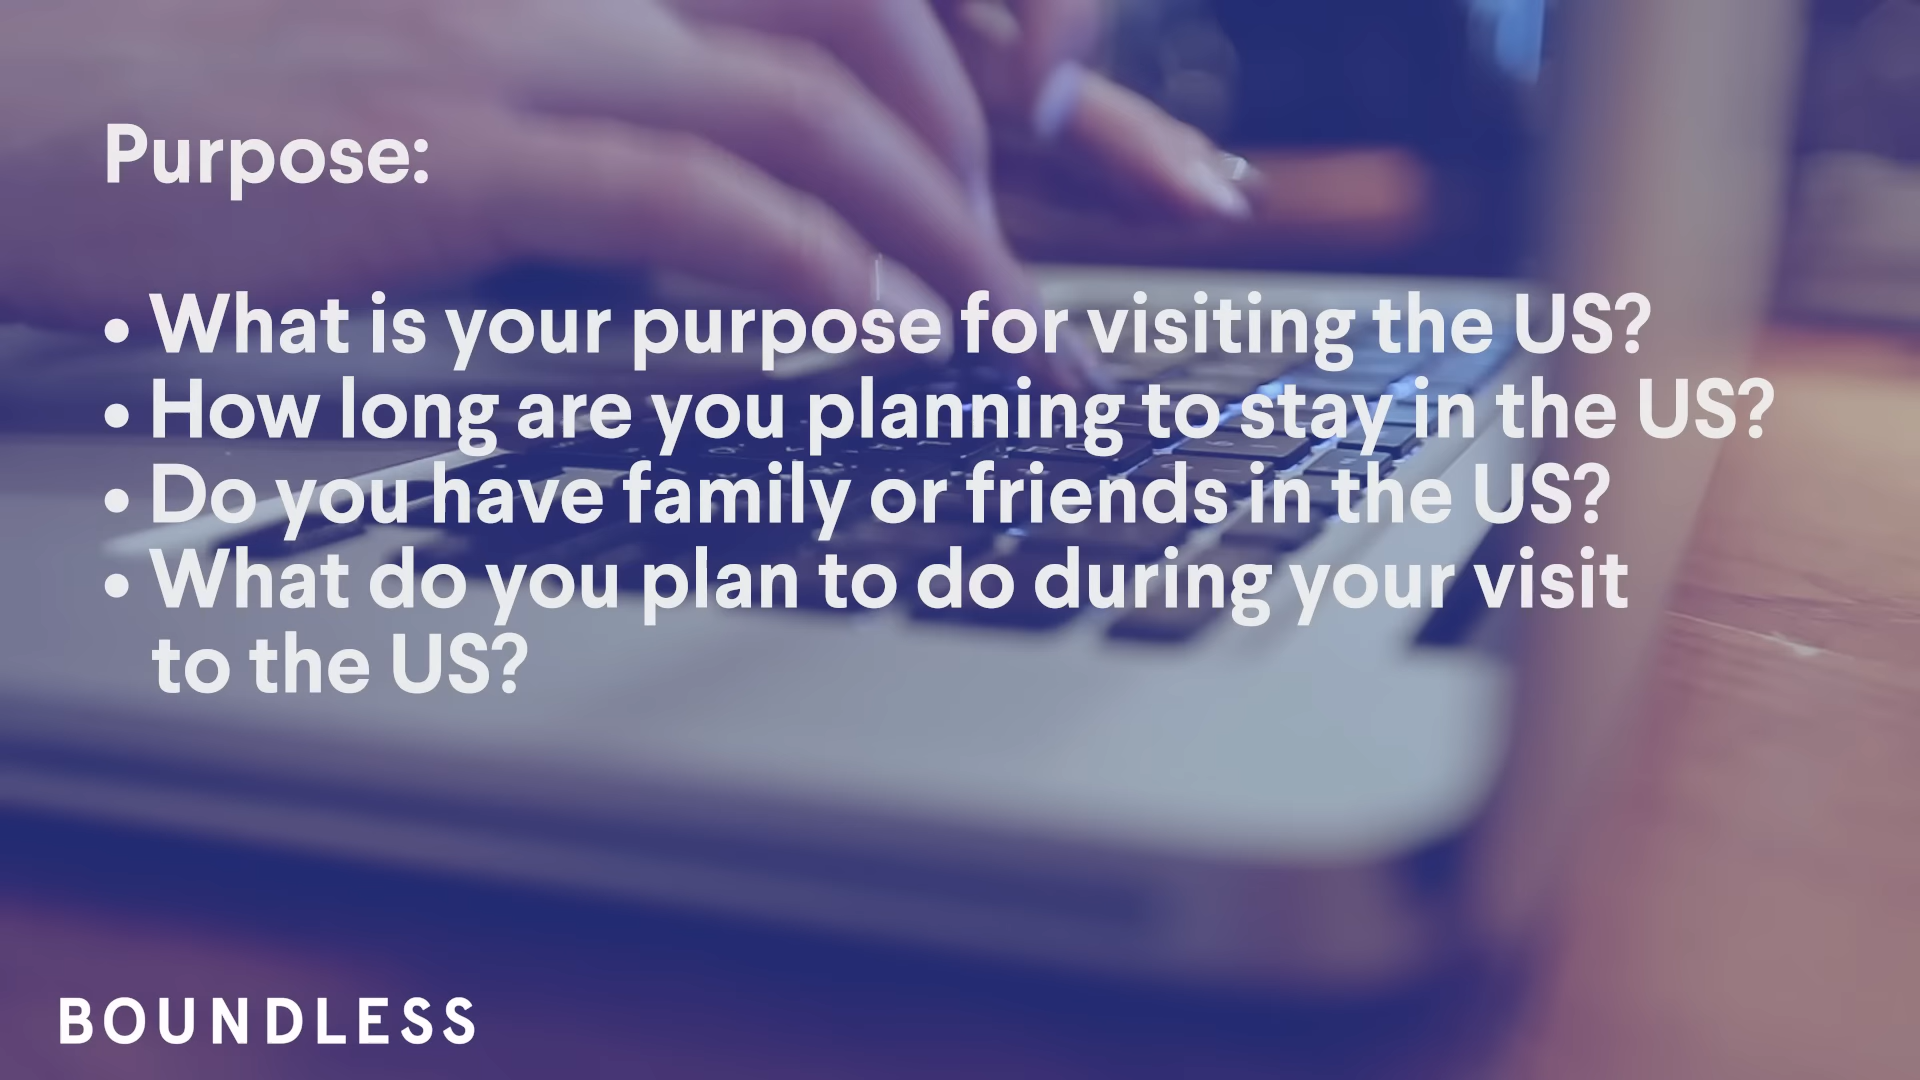 Purpose:
• What is your purpose for visiting the US?
• How long are you planning to stay in the US?
• Do you have family or friends in the US?
• What do you plan to do during your visit
to the US?
BOUNDLESS